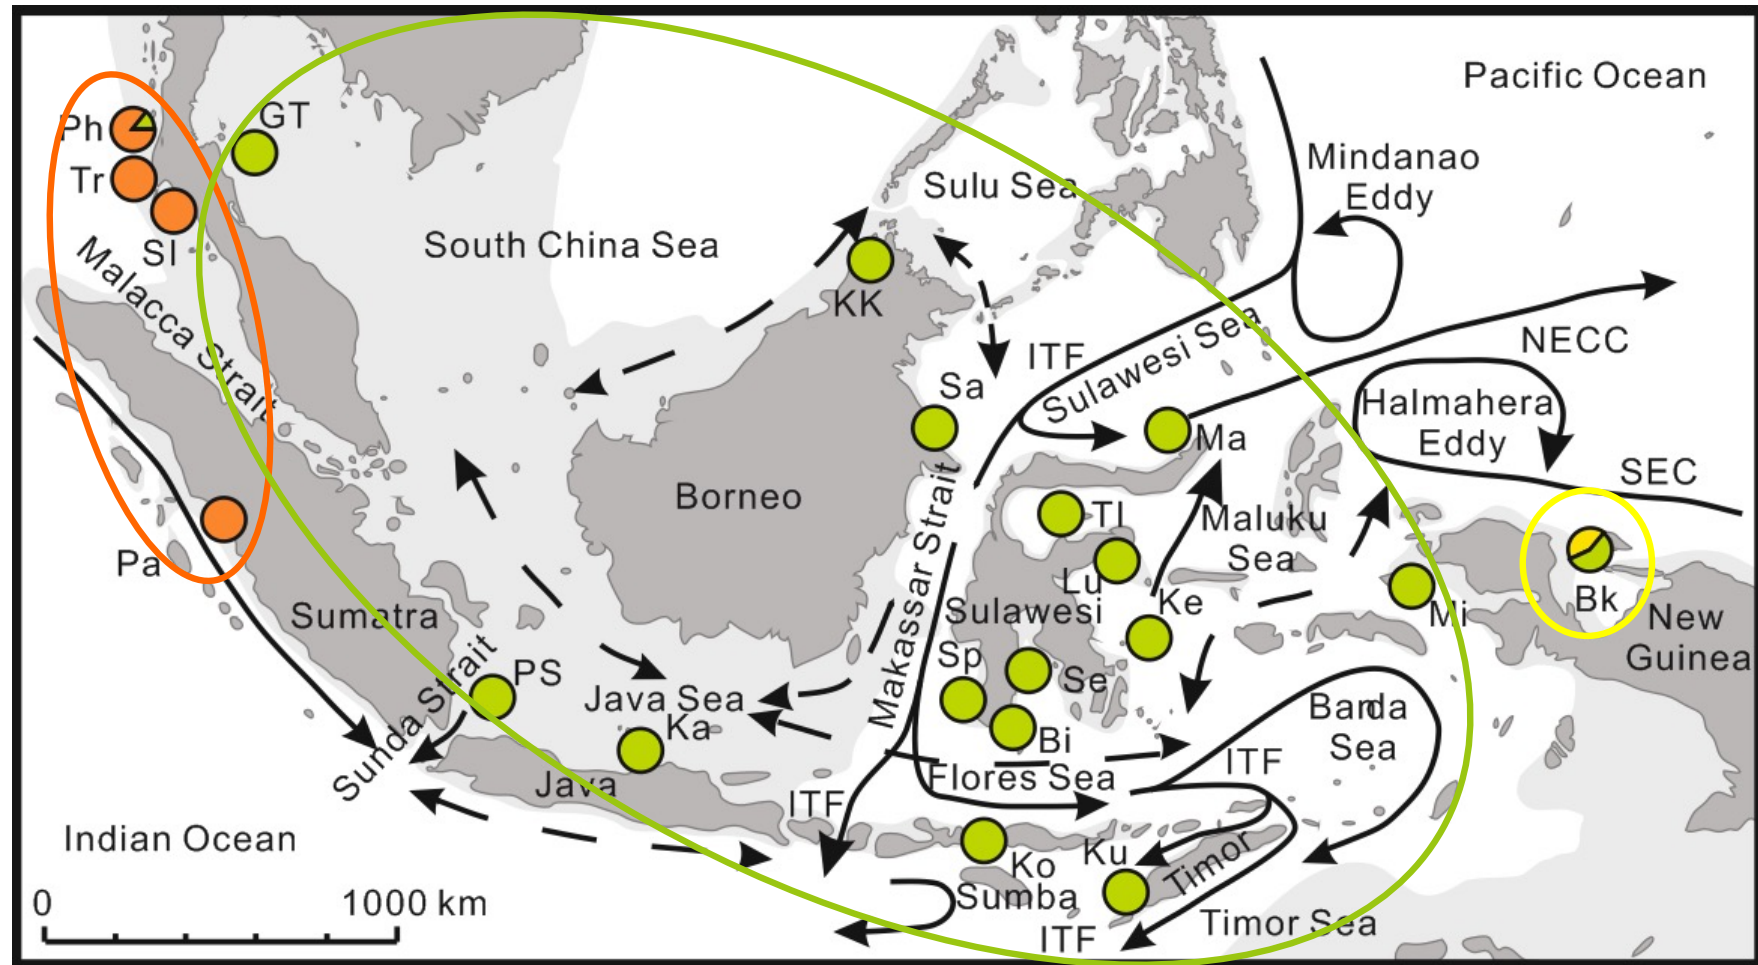 Pacific Ocean
GT
Ph
Mindanao
Eddy
Tr
Sulu Sea
SI
South China Sea
Malacca Strait
KK
Sulawesi Sea
NECC
ITF
Sa
Halmahera
Eddy
Ma
SEC
Borneo
Makassar Strait
TI
Maluku
Sea
Pa
Lu
Sulawesi
Ke
Mi
Bk
New
Guinea
Sumatra
Sp
Se
PS
Java Sea
Ka
Bi
Banda
Sea
Sunda Strait
Flores Sea
ITF
Java
ITF
Indian Ocean
Ko
Ku
Timor
Sumba
Timor Sea
ITF
0
1000 km